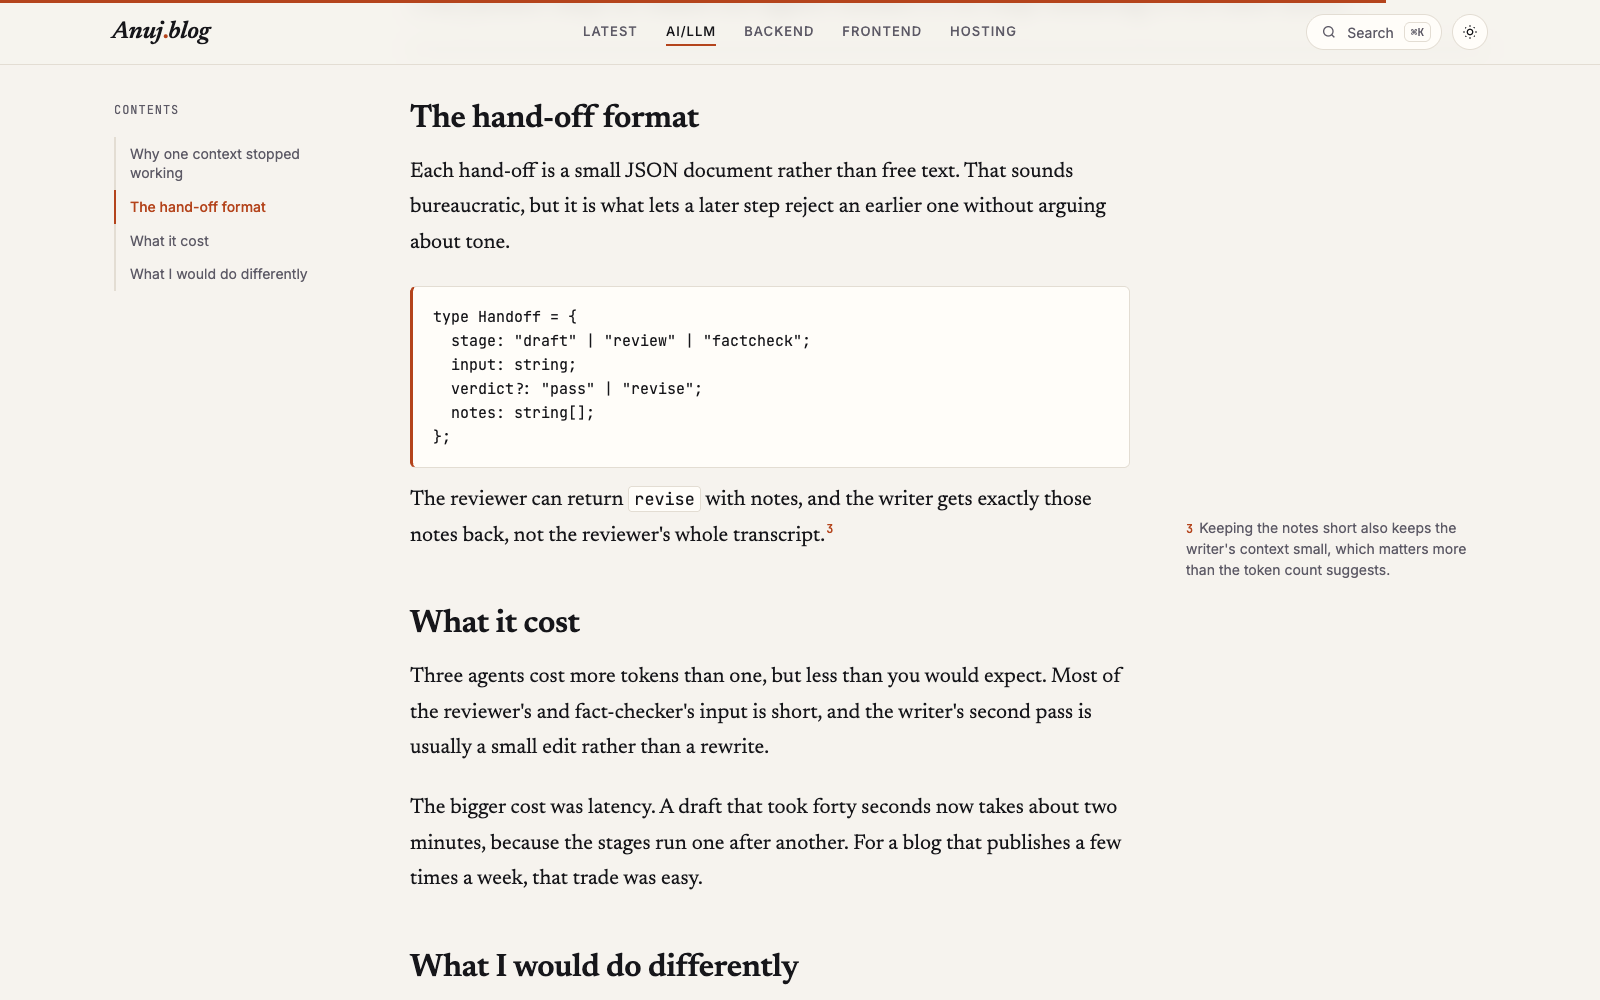 Anuj.blog
LATEST
AI/LLM
BACKEND
FRONTEND
HOSTING
Search ⌘K
CONTENTS
Why one context stopped
working
The hand-off format
What it cost
What I would do differently
The hand-off format
Each hand-off is a small JSON document rather than free text. That sounds
bureaucratic, but it is what lets a later step reject an earlier one without arguing
about tone.
type Handoff = {
  stage: "draft" | "review" | "factcheck";
  input: string;
  verdict?: "pass" | "revise";
  notes: string[];
};
The reviewer can return revise with notes, and the writer gets exactly those
notes back, not the reviewer's whole transcript.3
3 Keeping the notes short also keeps the
writer's context small, which matters more
than the token count suggests.
What it cost
Three agents cost more tokens than one, but less than you would expect. Most of
the reviewer's and fact-checker's input is short, and the writer's second pass is
usually a small edit rather than a rewrite.
The bigger cost was latency. A draft that took forty seconds now takes about two
minutes, because the stages run one after another. For a blog that publishes a few
times a week, that trade was easy.
What I would do differently